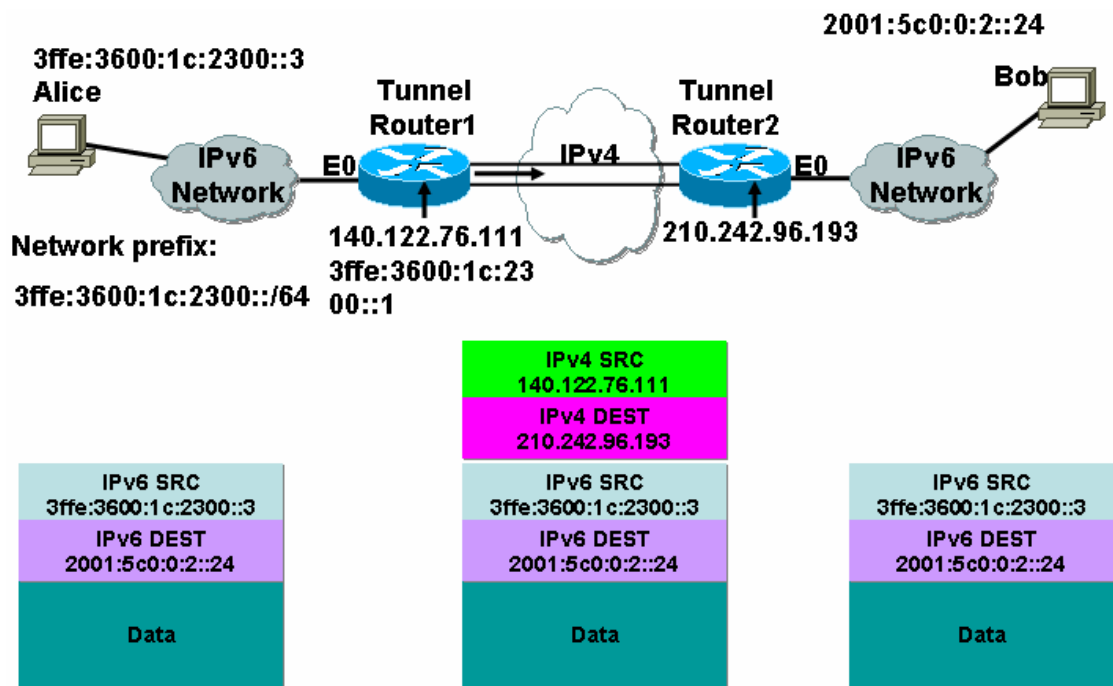 2001:5c0:0:2::24
3ffe:3600:1c:2300::3
Alice
Tunnel
Router1
Tunnel
Router2
Bob
IPv6
Network
E0
IPv4
E0
IPv6
Network
Network prefix:
3ffe:3600:1c:2300::/64
140.122.76.111
3ffe:3600:1c:23
00::1
210.242.96.193
IPv4 SRC
140.122.76.111
IPv4 DEST
210.242.96.193
IPv6 SRC
3ffe:3600:1c:2300::3
IPv6 DEST
2001:5c0:0:2::24
Data
IPv6 SRC
3ffe:3600:1c:2300::3
IPv6 DEST
2001:5c0:0:2::24
Data
IPv6 SRC
3ffe:3600:1c:2300::3
IPv6 DEST
2001:5c0:0:2::24
Data